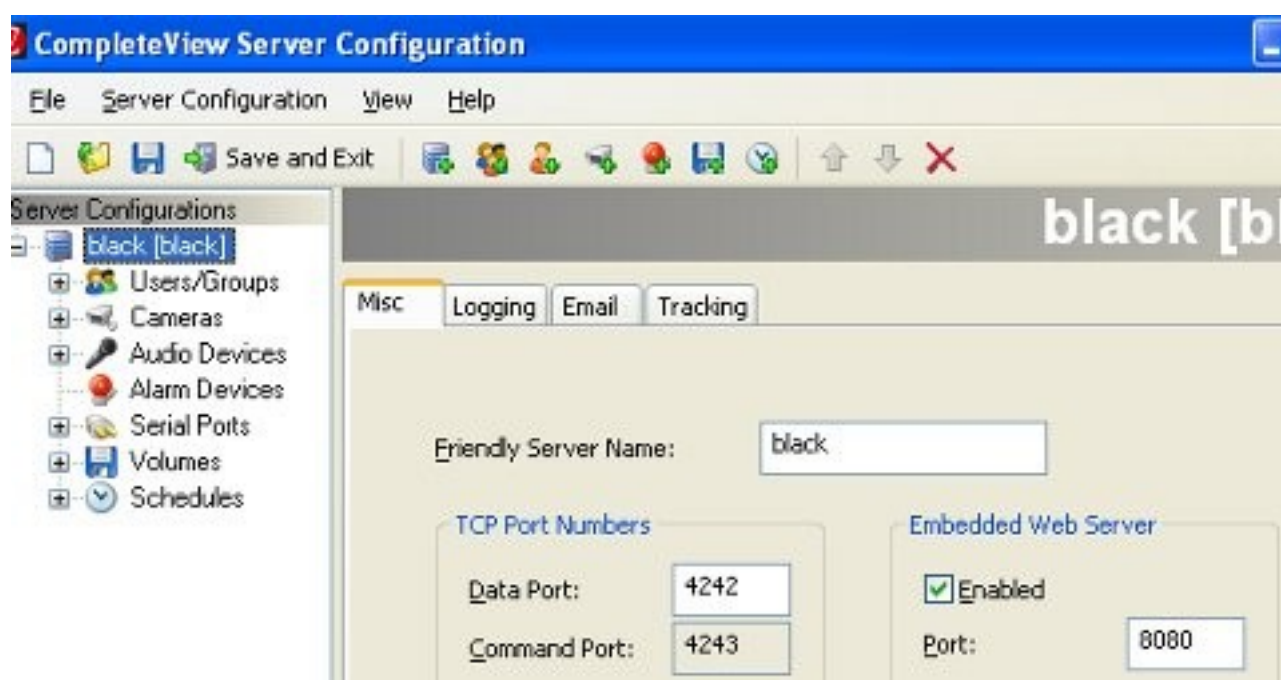 CompleteView Server Configuration
File Server Configuration View Help
Save and Exit
Server Configurations
black [bl
black [black]
Users/Groups
Cameras
Audio Devices
Alarm Devices
Serial Ports
Volumes
Schedules
Misc Logging Email Tracking
Friendly Server Name: black
TCP Port Numbers
Data Port: 4242
Command Port: 4243
Embedded Web Server
Enabled
Port: 8080